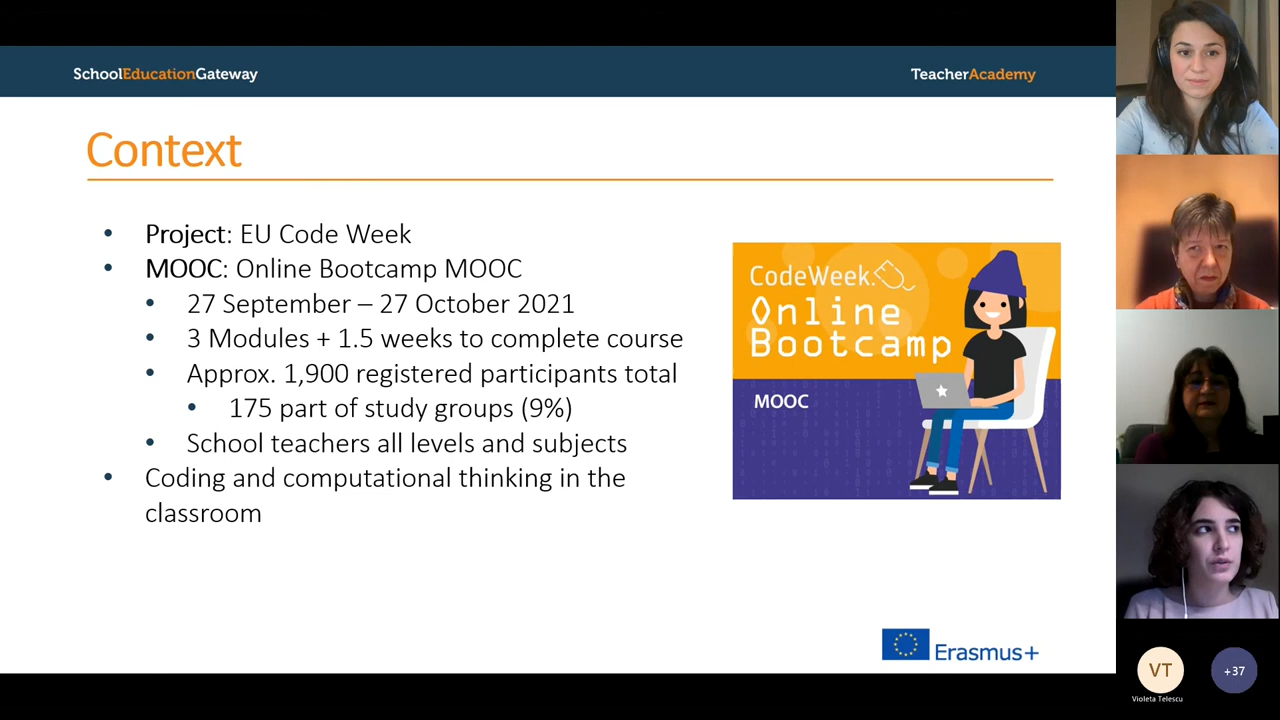 SchoolEducationGateway
TeacherAcademy
Context
• Project: EU Code Week
• MOOC: Online Bootcamp MOOC
• 27 September – 27 October 2021
• 3 Modules + 1.5 weeks to complete course
• Approx. 1,900 registered participants total
• 175 part of study groups (9%)
• School teachers all levels and subjects
• Coding and computational thinking in the
classroom
CodeWeek
Online
Bootcamp
MOOC
Erasmus+
VT
+37
Violeta Telescu